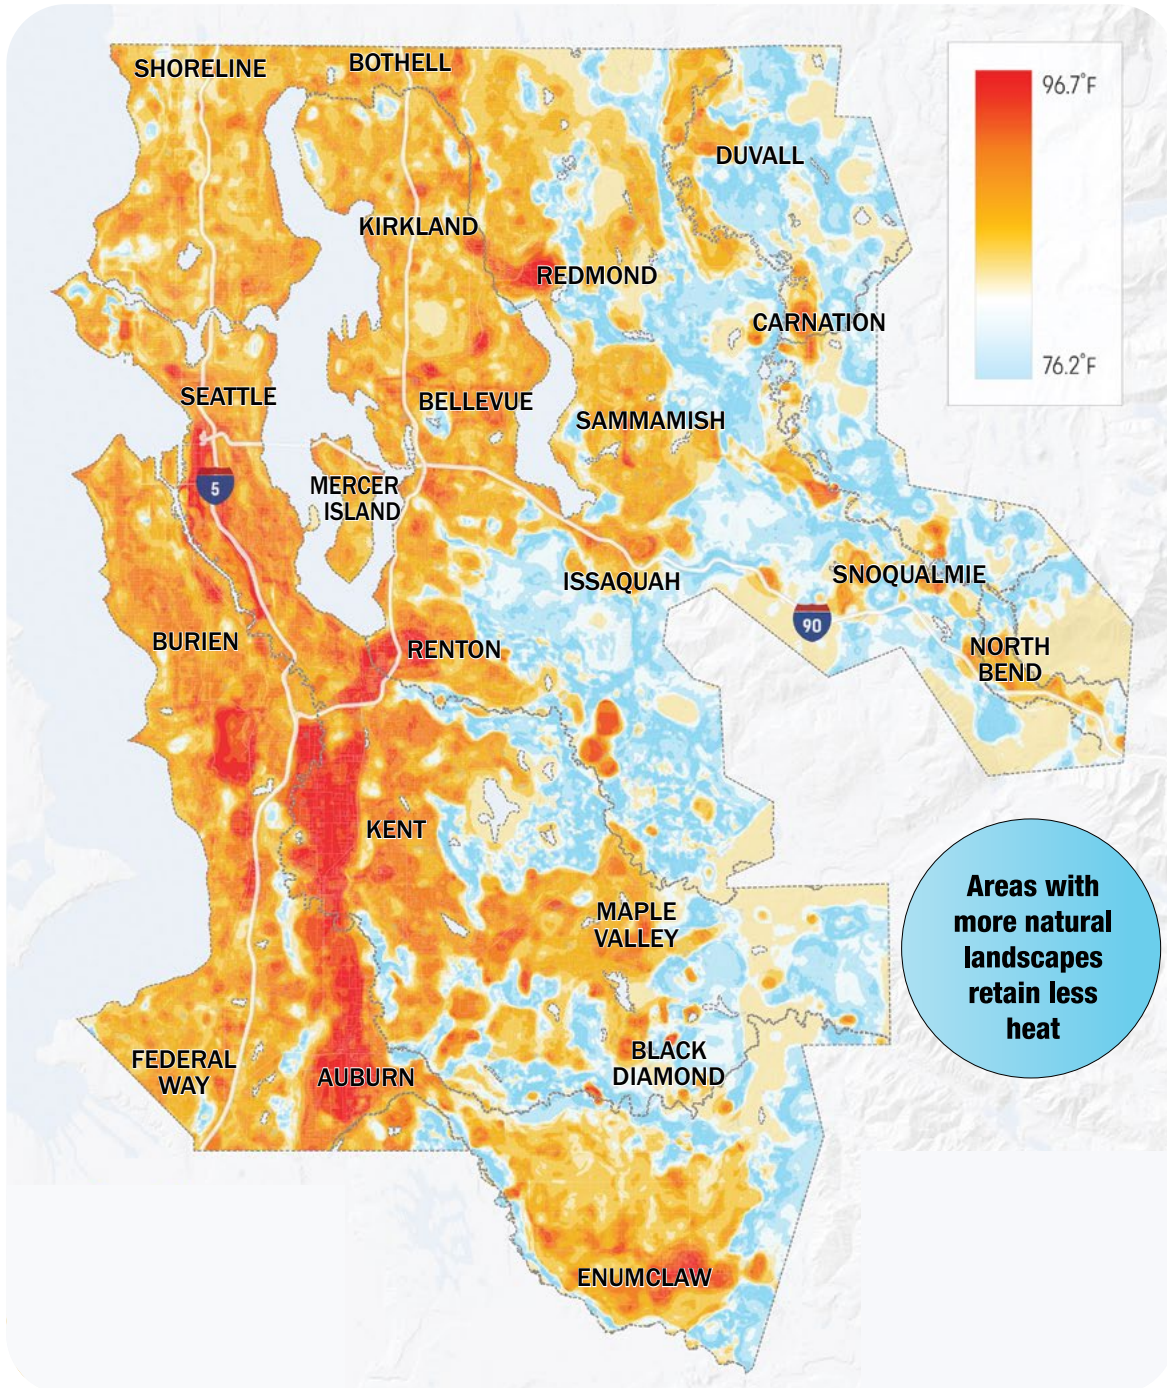 SHORELINE
BOTHELL
96.7°F
DUVALL
KIRKLAND
REDMOND
CARNATION
76.2°F
SEATTLE
BELLEVUE
SAMMAMISH
5
MERCER
ISLAND
ISSAQUAH
SNOQUALMIE
90
BURIEN
RENTON
NORTH
BEND
KENT
Areas with
more natural
landscapes
retain less
heat
MAPLE
VALLEY
FEDERAL
WAY
AUBURN
BLACK
DIAMOND
ENUMCLAW